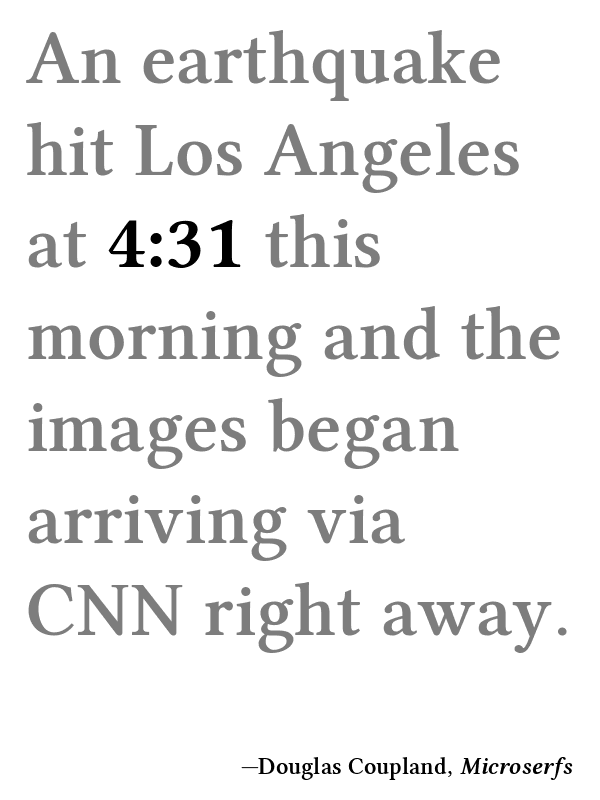 An earthquake
hit Los Angeles
at 4:31 this
morning and the
images began
arriving via
CNN right away.
—Douglas Coupland, Microserfs